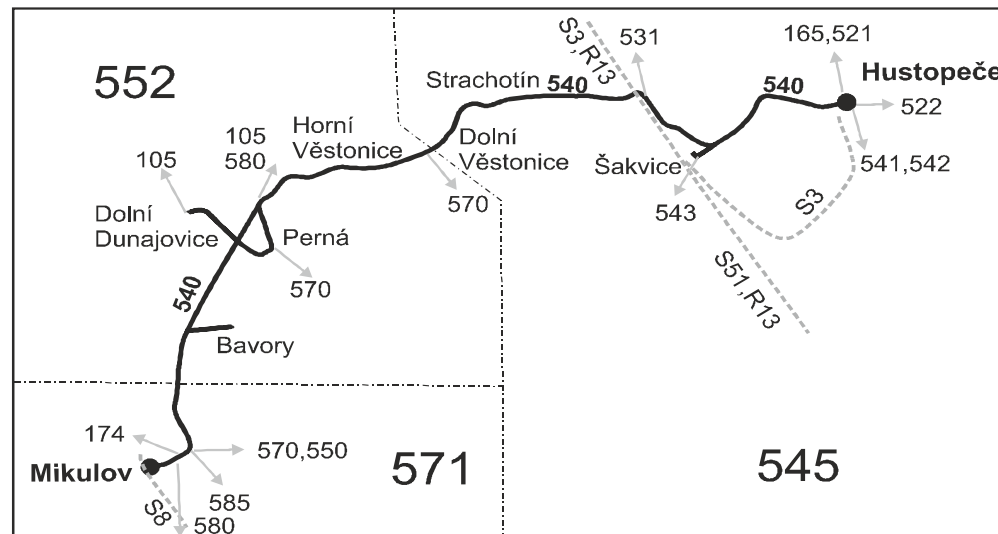 552
S3,R13
531
165,521
Hustopeče
Strachotín
540
540
522
105
Horní
Věstonice
105
580
Dolní
Věstonice
Šakvice
541,542
Dolní
Dunajovice
Perná
570
543
S3
570
540
S51,R13
Bavory
174
570,550
Mikulov
571
545
585
S8
580